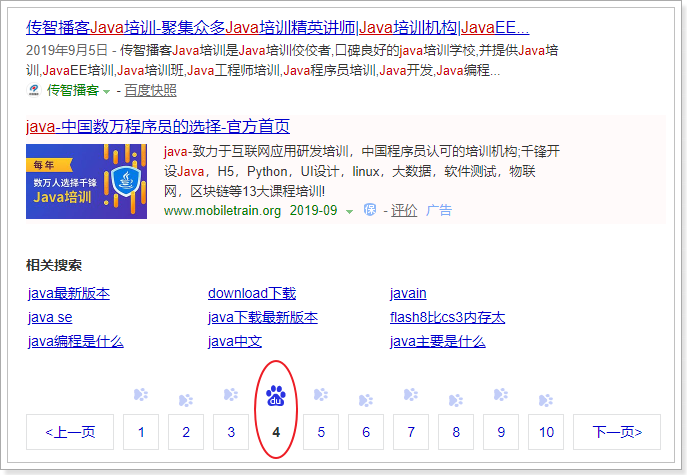 传智播客Java培训-聚集众多Java培训精英讲师|Java培训机构|JavaEE...
2019年9月5日 - 传智播客Java培训是Java培训佼佼者,口碑良好的java培训学校,并提供Java培
训,JavaEE培训,Java培训班,Java工程师培训,Java程序员培训,Java开发,Java编程...
传智播客 - 百度快照
java-中国数万程序员的选择-官方首页
每年
数万人选择千锋
Java培训
java-致力于互联网应用研发培训，中国程序员认可的培训机构;千锋开
设Java，H5，Python，UI设计，linux，大数据，软件测试，物联
网，区块链等13大课程培训!
www.mobiletrain.org 2019-09 保 - 评价 广告
相关搜索
java最新版本 download下载 javain
java se java下载最新版本 flash8比cs3内存太
java编程是什么 java中文 java主要是什么
du
<上一页 1 2 3 4 5 6 7 8 9 10 下一页>